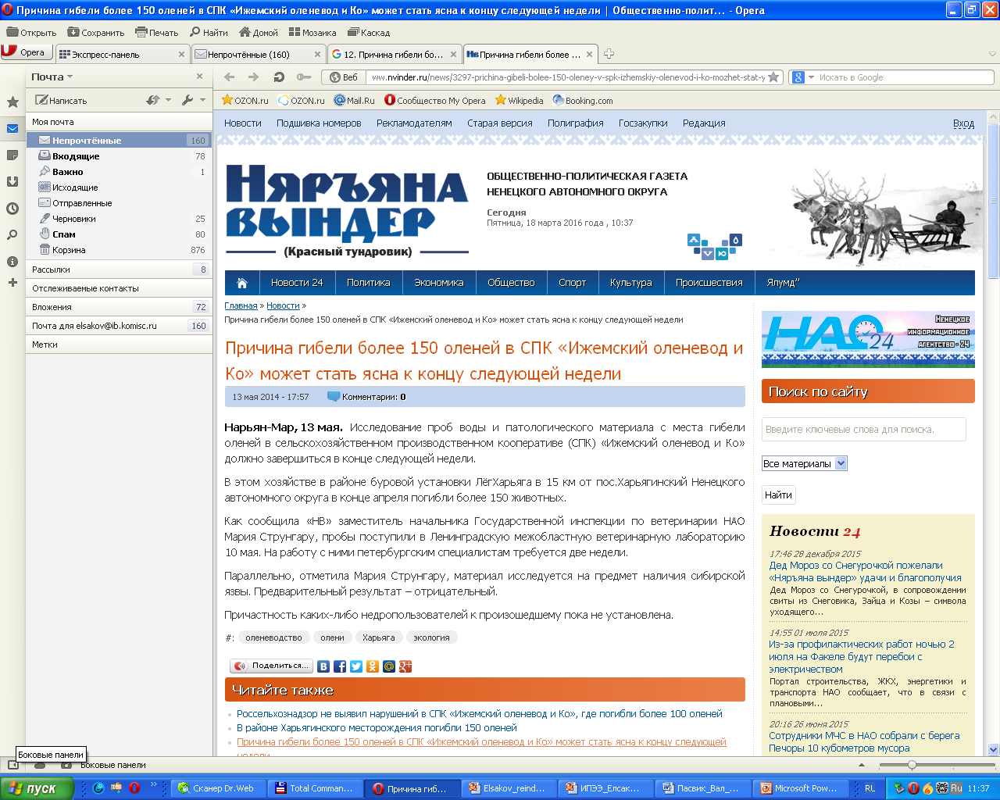 Причина гибели более 150 оленей в СПК «Ижемский оленевод и Ко» может стать ясна к концу следующей недели | Общественно-полит... - Opera
Открыть Сохранить Печать Найти Домой Мозаика Каскад
Opera Экспресс-панель Непрочтённые (160) 12. Причина гибели бо... Причина гибели более ...
Почта
Веб ww.nvinder.ru/news/3297-prichina-gibeli-bolee-150-oleney-v-spk-izhemskiy-olenevod-i-ko-mozhet-stat-y Искать в Google
Написать
OZON.ru OZON.ru Mail.Ru Сообщество My Opera Wikipedia Booking.com
Моя почта
Непрочтённые 160
Входящие 78
Важно 1
Исходящие
Отправленные
Черновики 25
Спам 80
Корзина 876
Рассылки 8
Отслеживаемые контакты
Вложения 72
Почта для elsakov@ib.komisc.ru 160
Метки
Новости Подшивка номеров Рекламодателям Старая версия Полиграфия Госзакупки Редакция Вход
Няръяна
вындер
(Красный тундровик)
ОБЩЕСТВЕННО-ПОЛИТИЧЕСКАЯ ГАЗЕТА
НЕНЕЦКОГО АВТОНОМНОГО ОКРУГА
Сегодня
Пятница, 18 марта 2016 года , 10:37
Новости 24 Политика Экономика Общество Спорт Культура Происшествия Ялумд”
Главная » Новости »
Причина гибели более 150 оленей в СПК «Ижемский оленевод и Ко» может стать ясна к концу следующей недели
Причина гибели более 150 оленей в СПК «Ижемский оленевод и
Ко» может стать ясна к концу следующей недели
13 мая 2014 - 17:57 Комментарии: 0
Нарьян-Мар, 13 мая. Исследование проб воды и патологического материала с места гибели
оленей в сельскохозяйственном производственном кооперативе (СПК) «Ижемский оленевод и Ко»
должно завершиться в конце следующей недели.
В этом хозяйстве в районе буровой установки ЛёгХарьяга в 15 км от пос.Харьягинский Ненецкого
автономного округа в конце апреля погибли более 150 животных.
Как сообщила «НВ» заместитель начальника Государственной инспекции по ветеринарии НАО
Мария Струнгару, пробы поступили в Ленинградскую межобластную ветеринарную лабораторию
10 мая. На работу с ними петербургским специалистам требуется две недели.
Параллельно, отметила Мария Струнгару, материал исследуется на предмет наличия сибирской
язвы. Предварительный результат – отрицательный.
Причастность каких-либо недропользователей к произошедшему пока не установлена.
#: оленеводство олени Харьяга экология
Поделиться...
Читайте также
Россельхознадзор не выявил нарушений в СПК «Ижемский оленевод и Ко», где погибли более 100 оленей
В районе Харьягинского месторождения погибли 150 оленей
Причина гибели более 150 оленей в СПК «Ижемский оленевод и Ко» может стать ясна к концу следующей
недели
НАО 24
Ненецкое
информационное
агентство - 24
Поиск по сайту
Введите ключевые слова для поиска.
Все материалы
Найти
Новости 24
17:46 28 декабря 2015
Дед Мороз со Снегурочкой пожелали
«Няръяна вындер» удачи и благополучия
Дед Мороз со Снегурочкой, в сопровождении
свиты из Снеговика, Зайца и Козы – символа
уходящего...
14:55 01 июля 2015
Из-за профилактических работ ночью 2
июля на Факеле будут перебои с
электричеством
Портал строительства, ЖКХ, энергетики и
транспорта НАО сообщает, что в связи с
плановыми...
20:16 26 июня 2015
Сотрудники МЧС в НАО собрали с берега
Печоры 10 кубометров мусора
Боковые панели
Боковые панели
пуск Сканер Dr.Web Total Comman... Причина гиб... Elsakov_reind... ИПЭЭ_Елсак... Пасвик_Вал_... Microsoft Pow... RL Ru 11:37